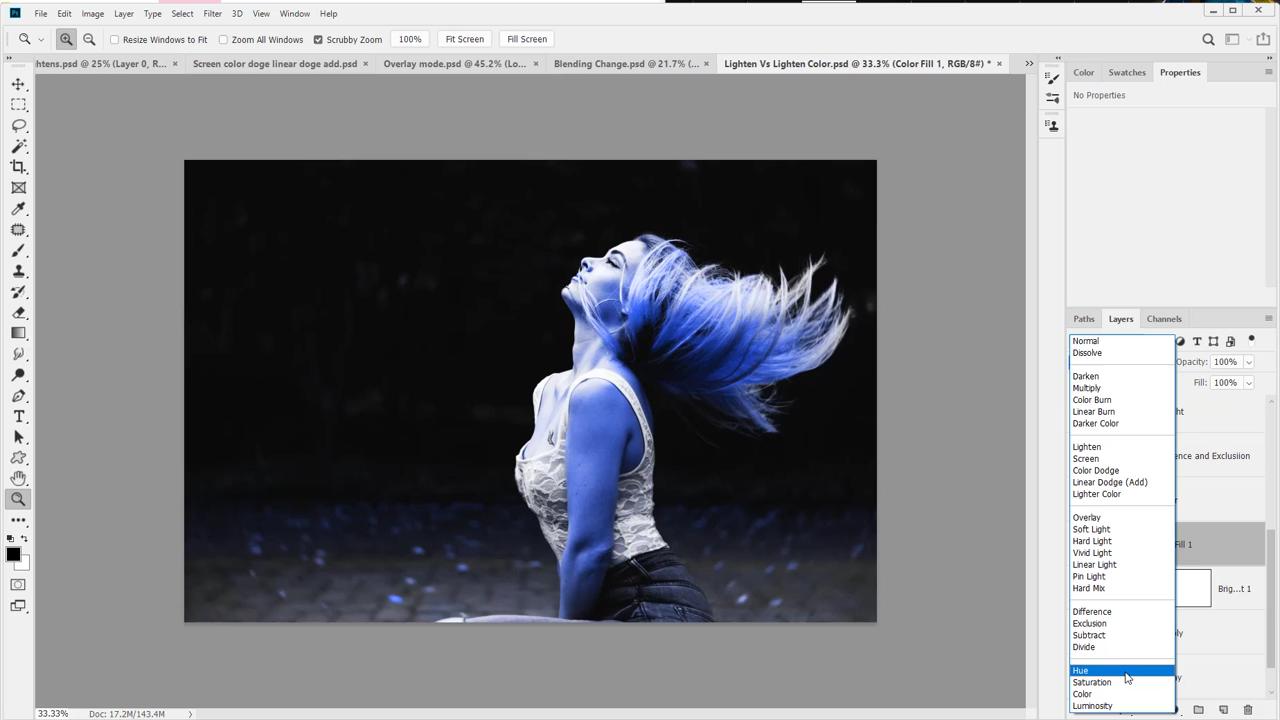 Ps File Edit Image Layer Type Select Filter 3D View Window Help
Resize Windows to Fit Zoom All Windows Scrubby Zoom 100% Fit Screen Fill Screen
htens.psd @ 25% (Layer 0, R... × Screen color doge linear doge add.psd × Overlay mode.psd @ 45.2% (Lo... × Blending Change.psd @ 21.7% (... × Lighten Vs Lighten Color.psd @ 33.3% (Color Fill 1, RGB/8#) * ×
Color Swatches Properties
No Properties
Paths Layers Channels
Normal
Dissolve
Opacity: 100%
Darken
Fill: 100%
Multiply
Color Burn
Linear Burn
ht
Darker Color
Lighten
ence and Exclusiion
Screen
Color Dodge
Linear Dodge (Add)
Lighter Color
Overlay
Soft Light
Hard Light
Fill 1
Vivid Light
Linear Light
Pin Light
Hard Mix
Brig...t 1
Difference
Exclusion
Subtract
ly
Divide
Hue
ay
Saturation
Color
Luminosity
33.33% Doc: 17.2M/143.4M